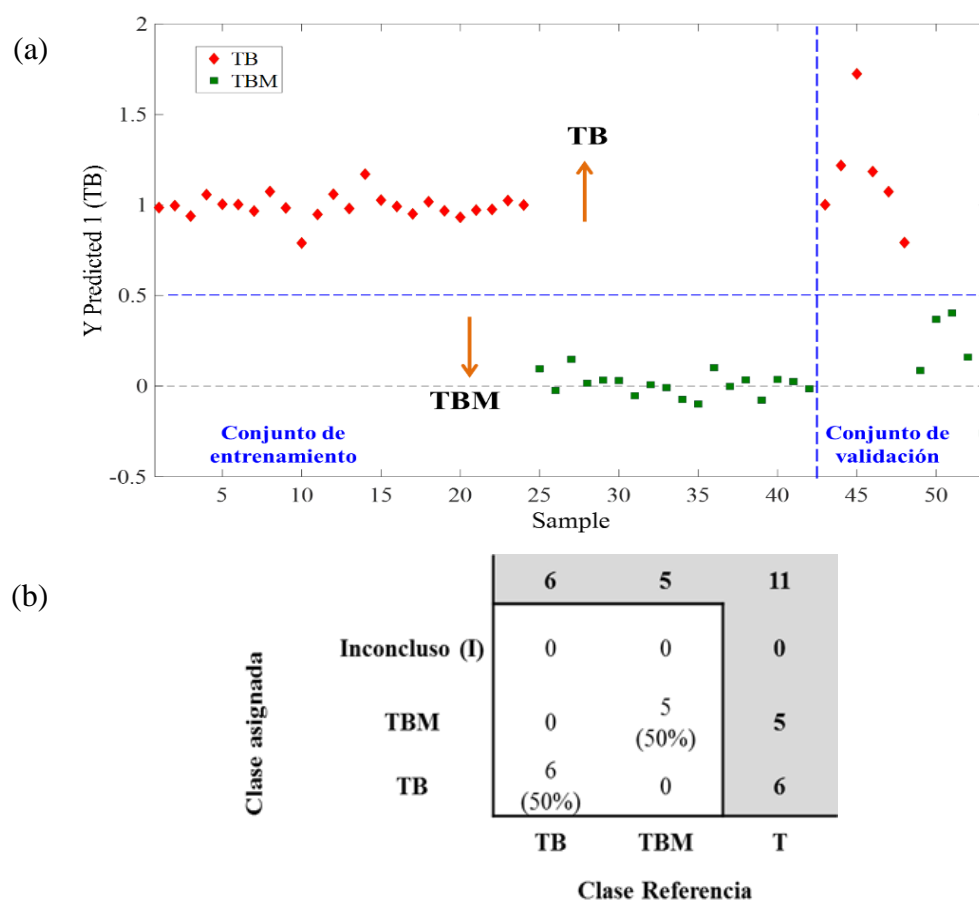 (a)
2
1.5
1
0.5
0
-0.5
Y Predicted 1 (TB)
TB
TBM
TB
TBM
Conjunto de
entrenamiento
Conjunto de
validación
5 10 15 20 25 30 35 40 45 50
Sample
(b)
6 5 11
Inconcluso (I) 0 0 0
TBM 0 5 (50%) 5
TB 6 (50%) 0 6
TB TBM T
Clase asignada
Clase Referencia